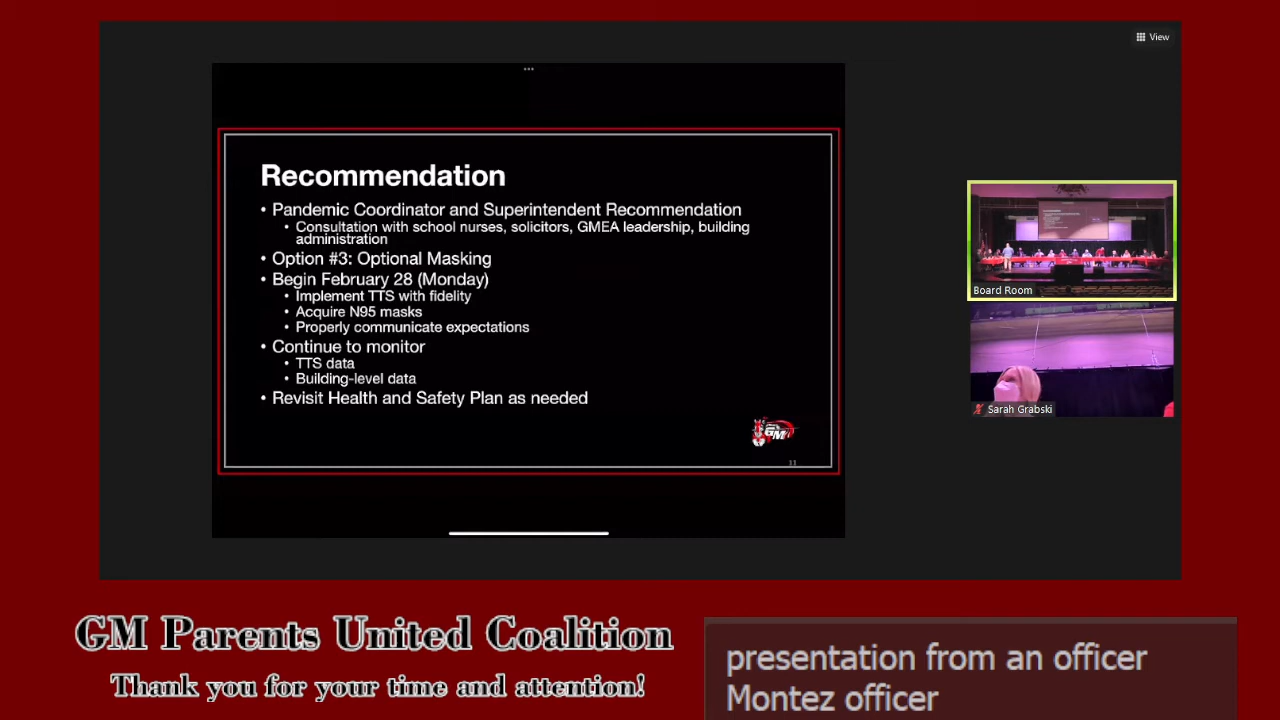 View
Recommendation
• Pandemic Coordinator and Superintendent Recommendation
• Consultation with school nurses, solicitors, GMEA leadership, building
administration
• Option #3: Optional Masking
• Begin February 28 (Monday)
• Implement TTS with fidelity
• Acquire N95 masks
• Properly communicate expectations
• Continue to monitor
• TTS data
• Building-level data
• Revisit Health and Safety Plan as needed
GM
11
Board Room
Sarah Grabski
GM Parents United Coalition
Thank you for your time and attention!
presentation from an officer
Montez officer